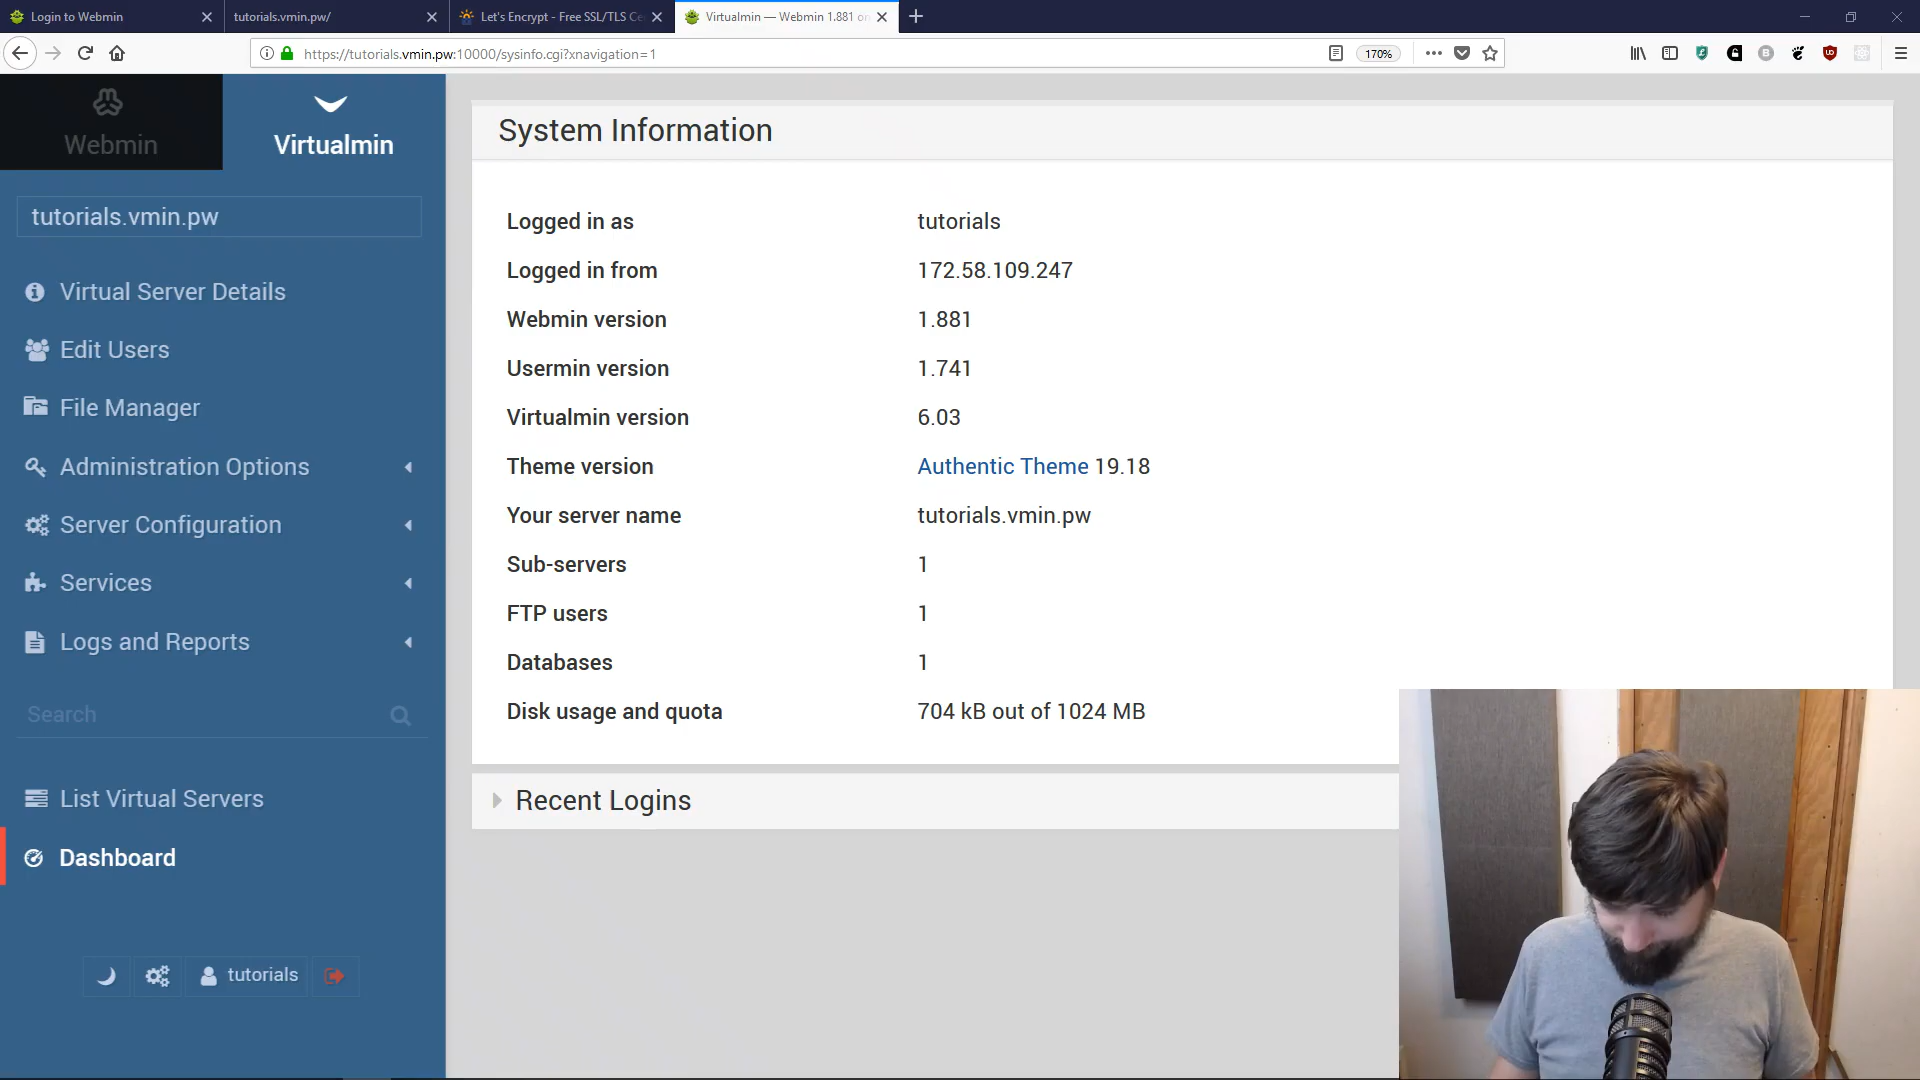 Login to Webmin
tutorials.vmin.pw/
Let's Encrypt - Free SSL/TLS Ce
Virtualmin — Webmin 1.881 on
https://tutorials.vmin.pw:10000/sysinfo.cgi?xnavigation=1
170%
Webmin
Virtualmin
tutorials.vmin.pw
Virtual Server Details
Edit Users
File Manager
Administration Options
Server Configuration
Services
Logs and Reports
Search
List Virtual Servers
Dashboard
tutorials
System Information
Logged in as tutorials
Logged in from 172.58.109.247
Webmin version 1.881
Usermin version 1.741
Virtualmin version 6.03
Theme version Authentic Theme 19.18
Your server name tutorials.vmin.pw
Sub-servers 1
FTP users 1
Databases 1
Disk usage and quota 704 kB out of 1024 MB
Recent Logins